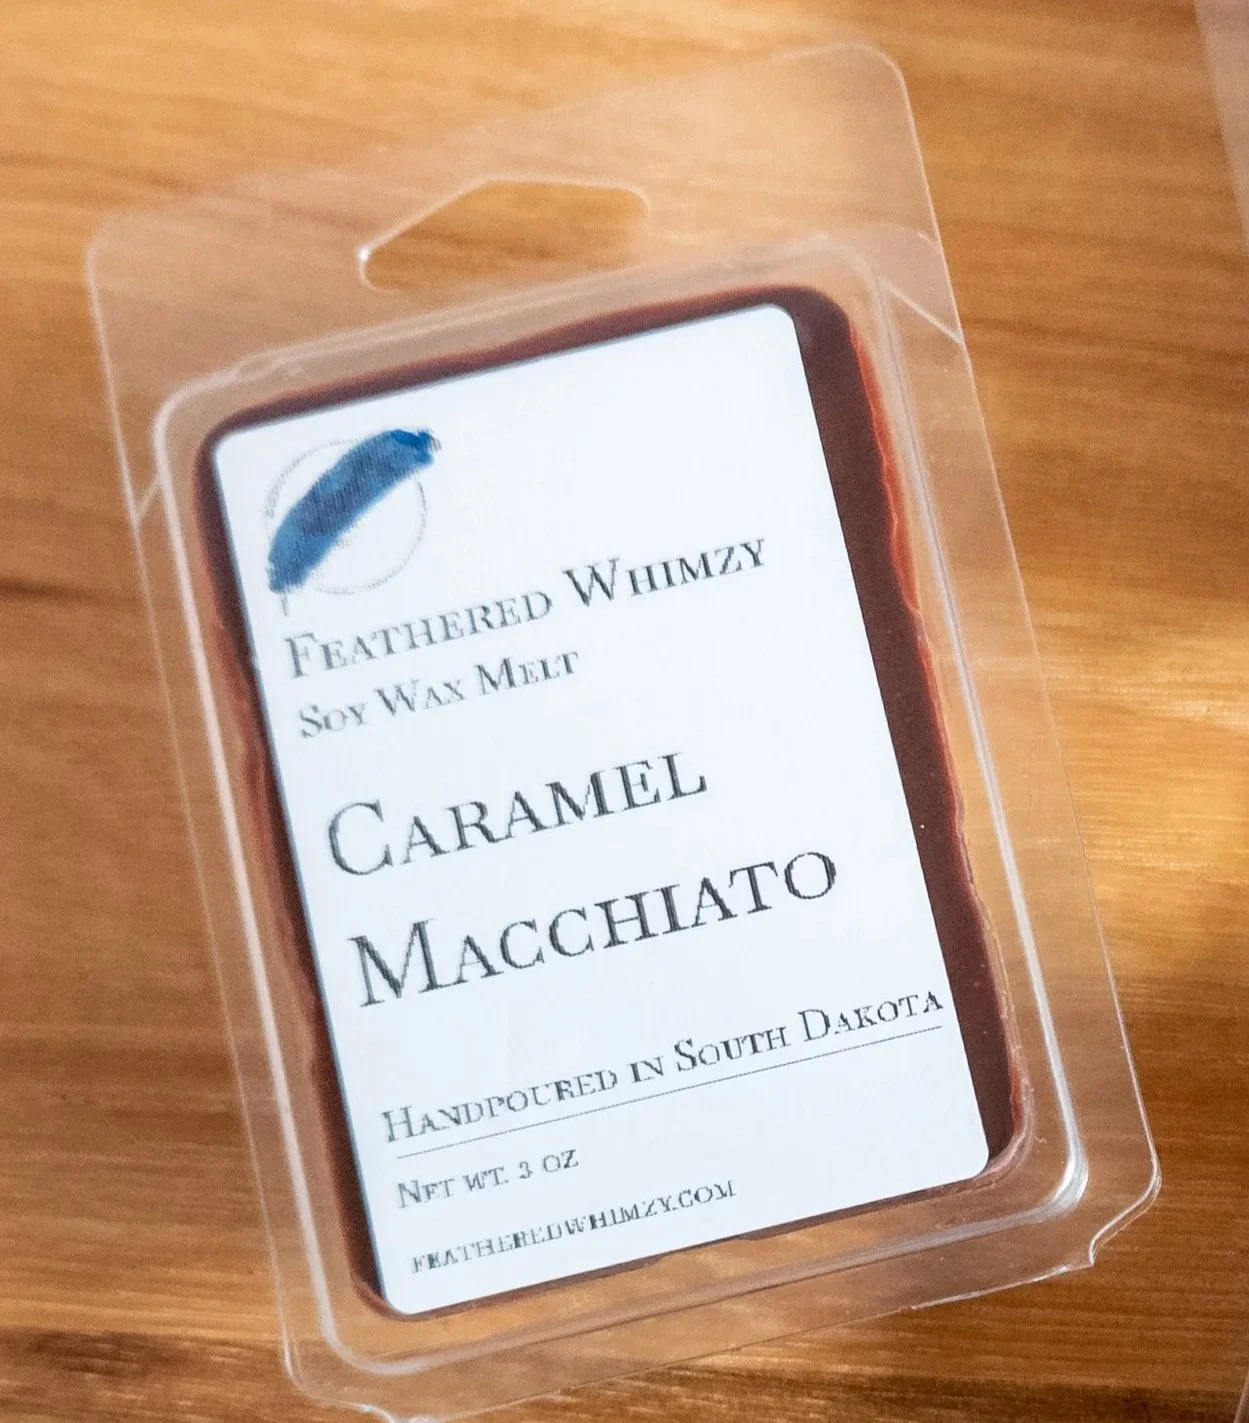 Feathered Whimzy
Soy Wax Melt
Caramel
Macchiato
Handpoured in South Dakota
Net wt. 3 oz
featheredwhimzy.com